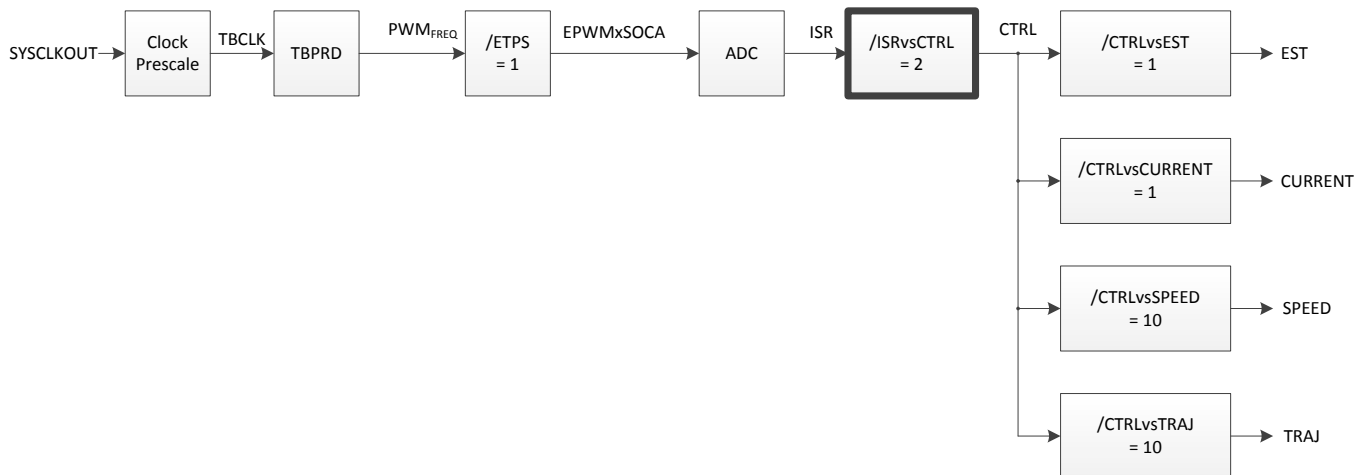 SYSCLKOUT
Clock
Prescale
TBCLK
TBPRD
PWMFREQ
/ETPS
= 1
EPWMxSOCA
ADC
ISR
/ISRvsCTRL
= 2
CTRL
/CTRLvsEST
= 1
EST
/CTRLvsCURRENT
= 1
CURRENT
/CTRLvsSPEED
= 10
SPEED
/CTRLvsTRAJ
= 10
TRAJ